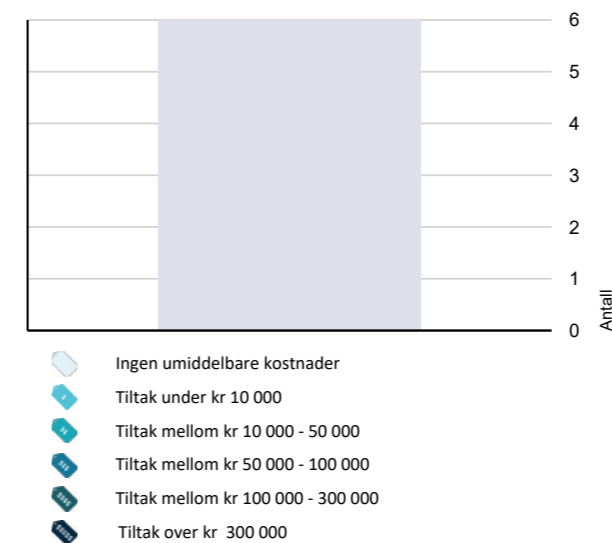 6
5
4
3
2
1
0
Antall
Ingen umiddelbare kostnader
Tiltak under kr 10 000
Tiltak mellom kr 10 000 - 50 000
Tiltak mellom kr 50 000 - 100 000
Tiltak mellom kr 100 000 - 300 000
Tiltak over kr 300 000